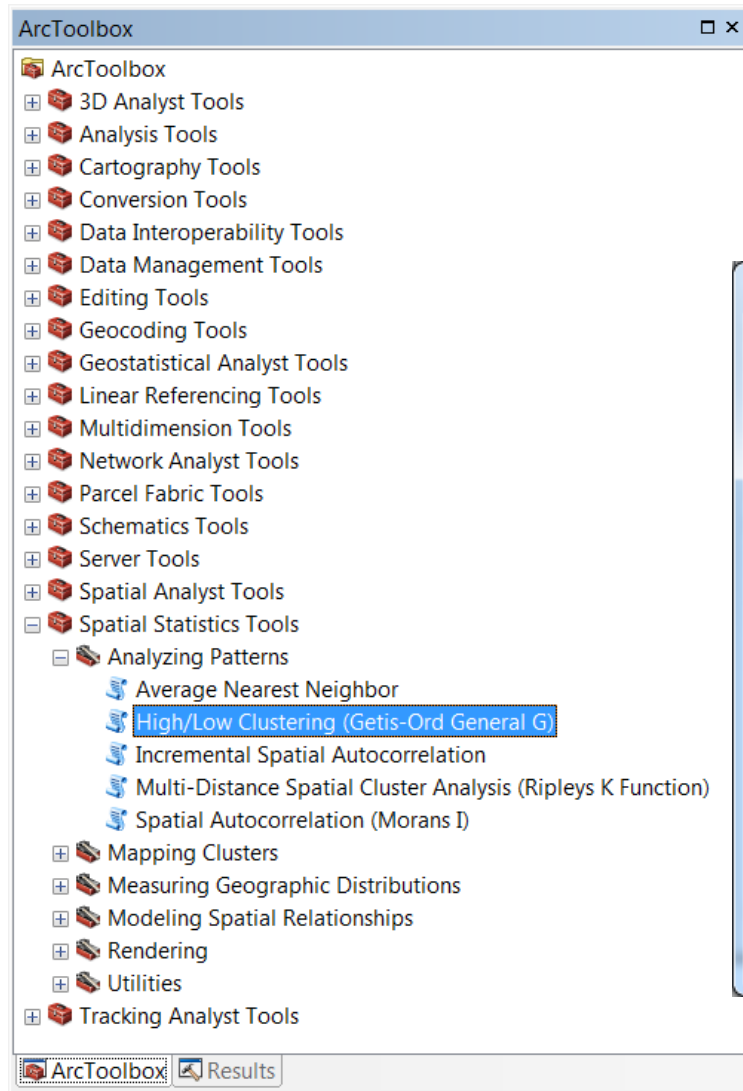 ArcToolbox
ArcToolbox
3D Analyst Tools
Analysis Tools
Cartography Tools
Conversion Tools
Data Interoperability Tools
Data Management Tools
Editing Tools
Geocoding Tools
Geostatistical Analyst Tools
Linear Referencing Tools
Multidimension Tools
Network Analyst Tools
Parcel Fabric Tools
Schematics Tools
Server Tools
Spatial Analyst Tools
Spatial Statistics Tools
Analyzing Patterns
Average Nearest Neighbor
High/Low Clustering (Getis-Ord General G)
Incremental Spatial Autocorrelation
Multi-Distance Spatial Cluster Analysis (Ripleys K Function)
Spatial Autocorrelation (Morans I)
Mapping Clusters
Measuring Geographic Distributions
Modeling Spatial Relationships
Rendering
Utilities
Tracking Analyst Tools
ArcToolbox Results